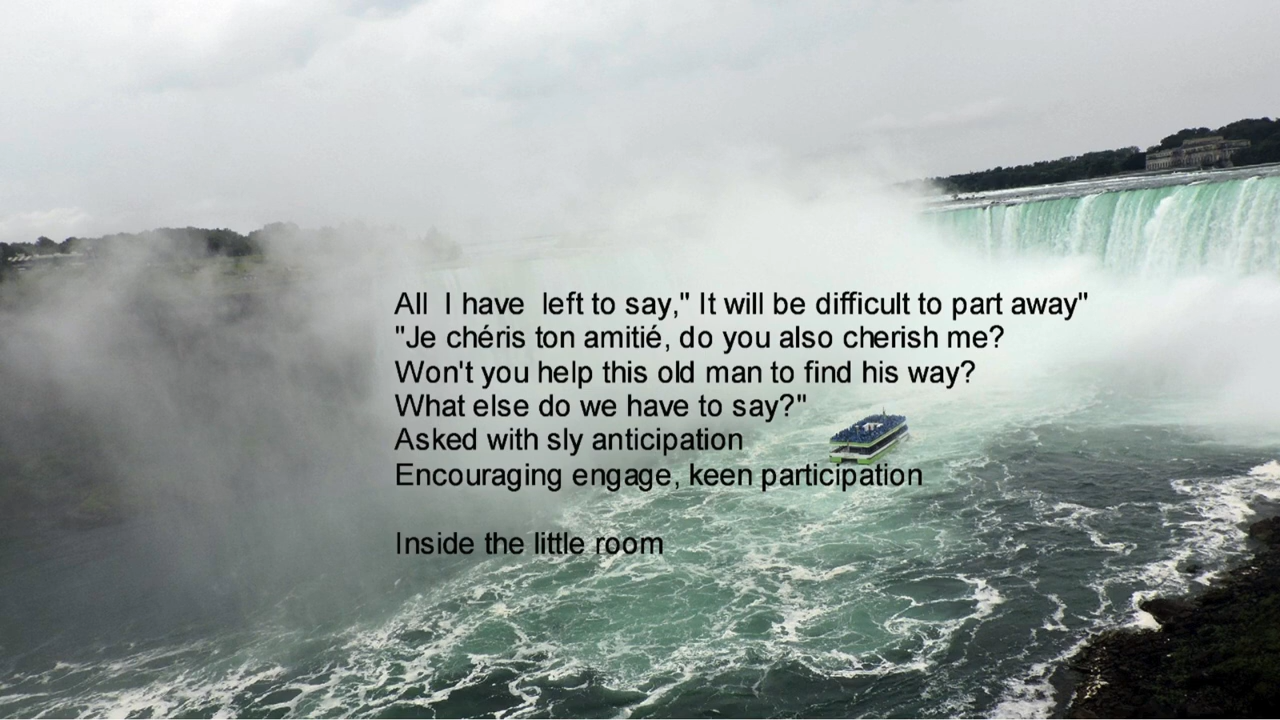 All  I have  left to say," It will be difficult to part away"
"Je chéris ton amitié, do you also cherish me?
Won't you help this old man to find his way?
What else do we have to say?"
Asked with sly anticipation
Encouraging engage, keen participation
Inside the little room